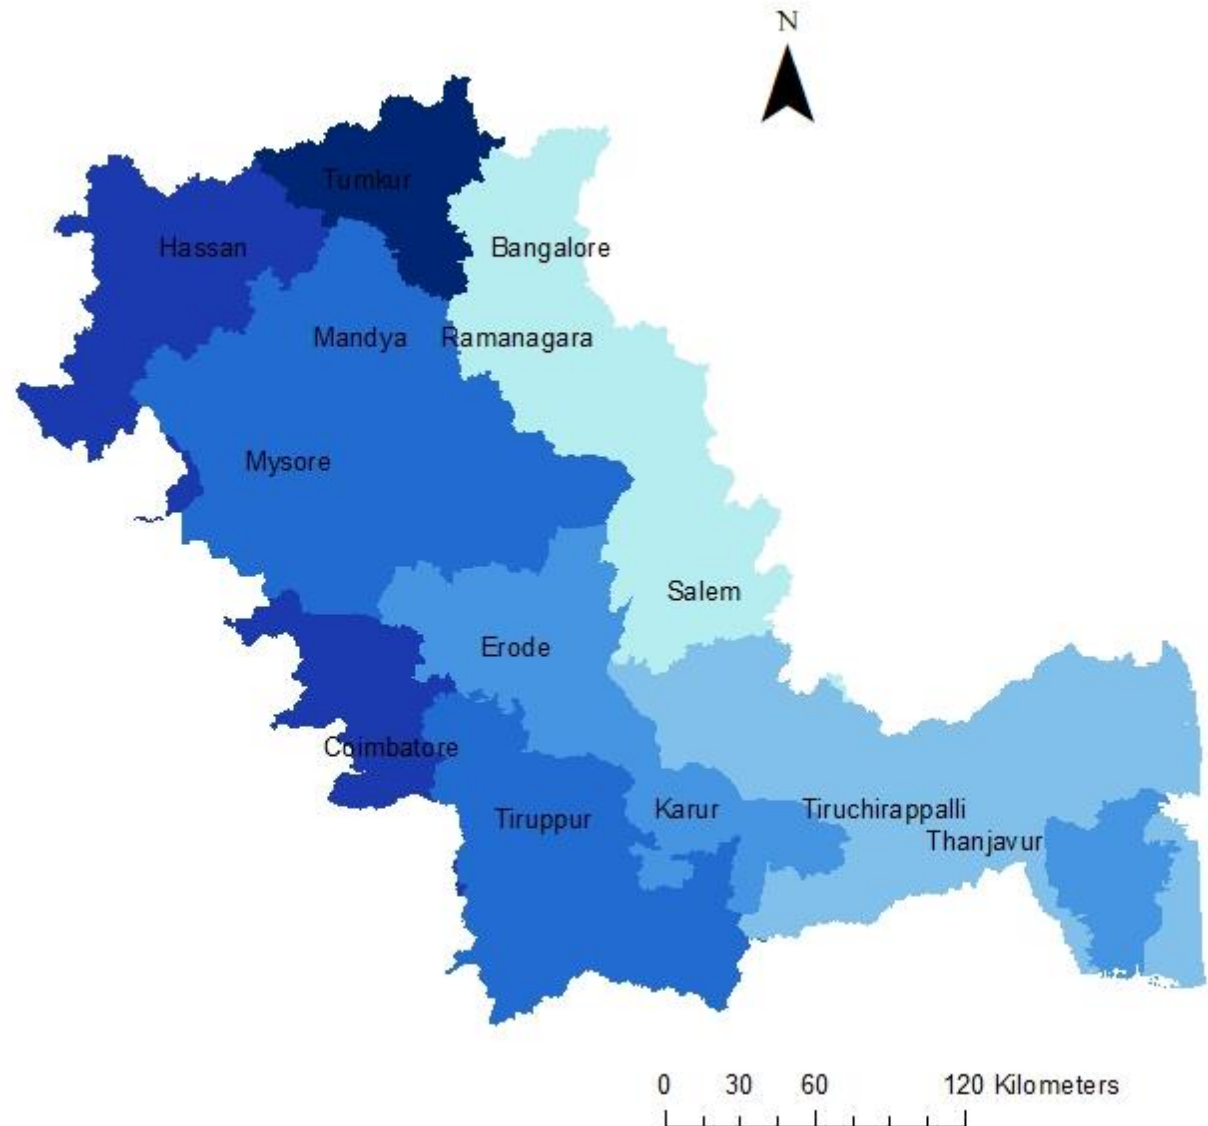 N
Tumkur
Hassan
Bangalore
Mandya
Ramanagara
Mysore
Salem
Erode
Coimbatore
Tiruppur
Karur
Tiruchirappalli
Thanjavur
0 30 60 120 Kilometers